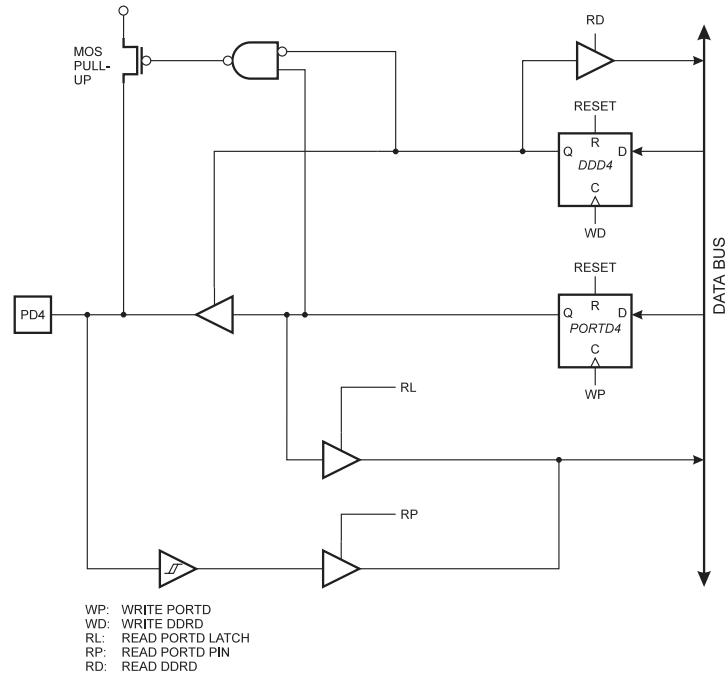 RD
MOS
PULL-
UP
RESET
R
Q
D
DDD4
C
WD
RESET
R
PD4
Q
D
PORTD4
C
WP
DATA BUS
RL
RP
WP: WRITE PORTD
WD: WRITE DDRD
RL: READ PORTD LATCH
RP: READ PORTD PIN
RD: READ DDRD